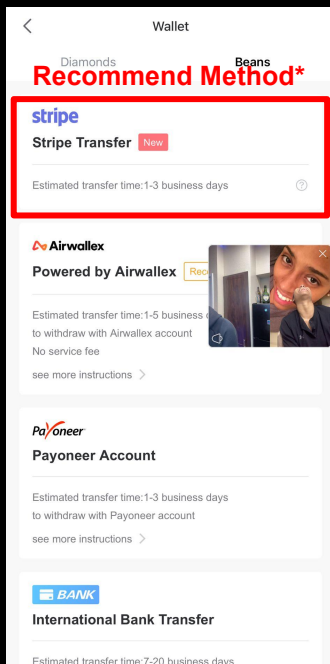 Wallet
Diamonds
Beans
Recommend Method*
stripe
Stripe Transfer New
Estimated transfer time:1-3 business days
Airwallex
Powered by Airwallex
Estimated transfer time:1-5 business
to withdraw with Airwallex account
No service fee
see more instructions
Payoneer
Payoneer Account
Estimated transfer time:1-3 business days
to withdraw with Payoneer account
see more instructions
BANK
International Bank Transfer
Estimated transfer time:7-20 business days